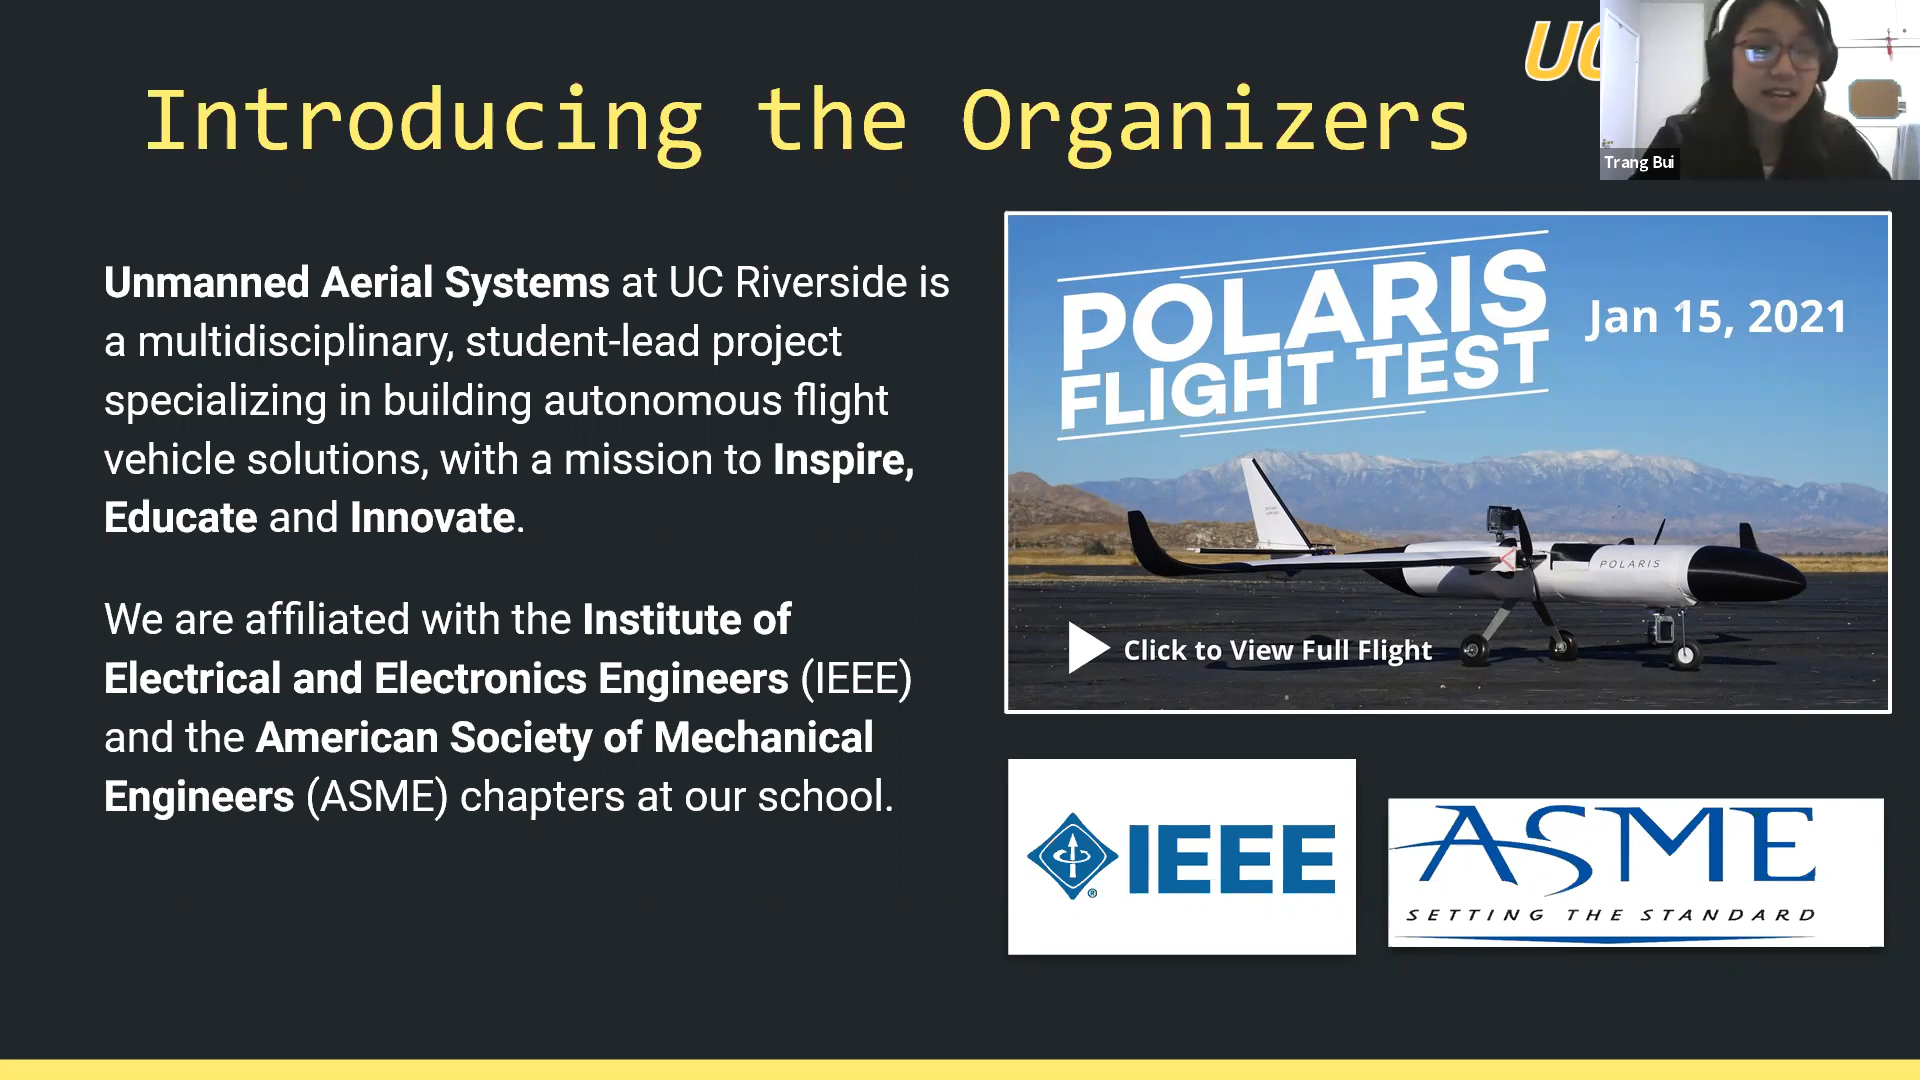 Introducing the Organizers
UC
Trang Bui
Unmanned Aerial Systems at UC Riverside is
a multidisciplinary, student-lead project
specializing in building autonomous flight
vehicle solutions, with a mission to Inspire,
Educate and Innovate.
We are affiliated with the Institute of
Electrical and Electronics Engineers (IEEE)
and the American Society of Mechanical
Engineers (ASME) chapters at our school.
POLARIS
FLIGHT TEST
Jan 15, 2021
POLARIS
Click to View Full Flight
IEEE
®
ASME
SETTING THE STANDARD